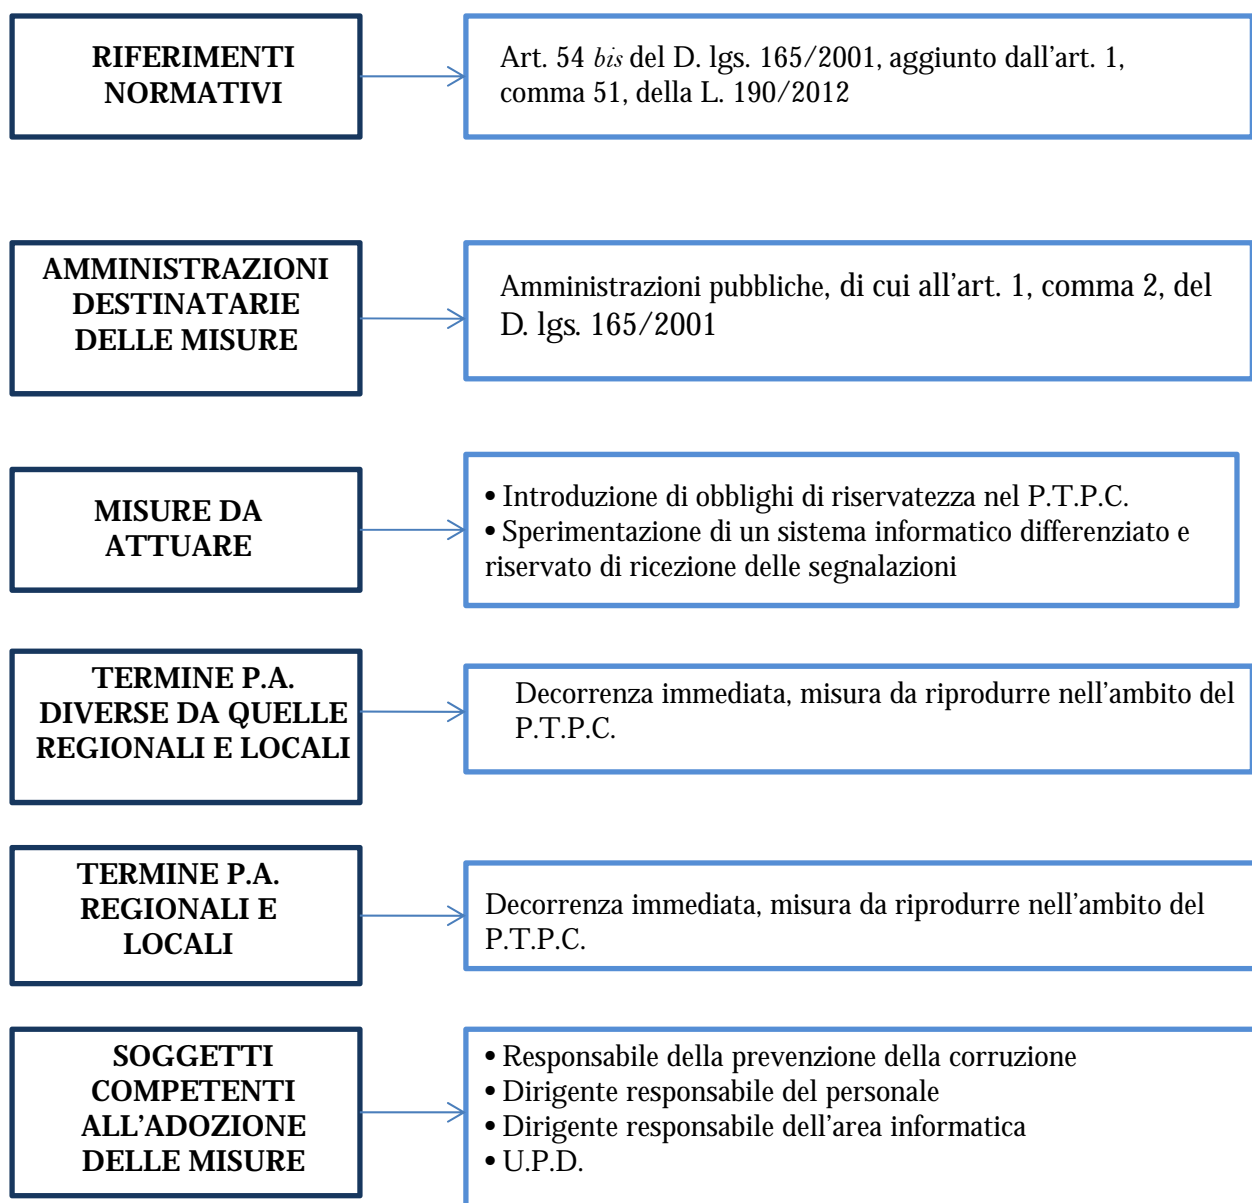 RIFERIMENTI
NORMATIVI
Art. 54 bis del D. lgs. 165/2001, aggiunto dall’art. 1,
comma 51, della L. 190/2012
AMMINISTRAZIONI
DESTINATARIE
DELLE MISURE
Amministrazioni pubbliche, di cui all’art. 1, comma 2, del
D. lgs. 165/2001
MISURE DA
ATTUARE
• Introduzione di obblighi di riservatezza nel P.T.P.C.
• Sperimentazione di un sistema informatico differenziato e
riservato di ricezione delle segnalazioni
TERMINE P.A.
DIVERSE DA QUELLE
REGIONALI E LOCALI
Decorrenza immediata, misura da riprodurre nell’ambito del
P.T.P.C.
TERMINE P.A.
REGIONALI E
LOCALI
Decorrenza immediata, misura da riprodurre nell’ambito del
P.T.P.C.
SOGGETTI
COMPETENTI
ALL’ADOZIONE
DELLE MISURE
• Responsabile della prevenzione della corruzione
• Dirigente responsabile del personale
• Dirigente responsabile dell’area informatica
• U.P.D.